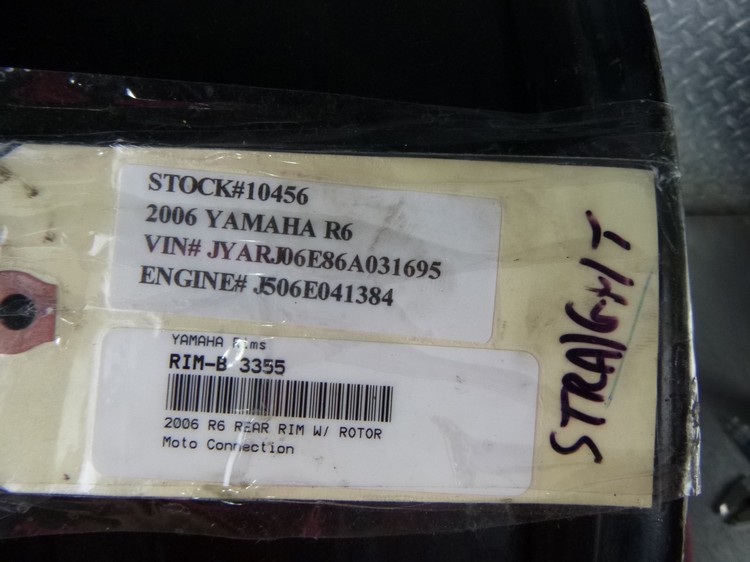 STOCK#10456
2006 YAMAHA R6
VIN# JYARJ06E86A031695
ENGINE# J506E041384
YAMAHA Rims
RIM-B 3355
2006 R6 REAR RIM W/ ROTOR
Moto Connection
STRAIGHT